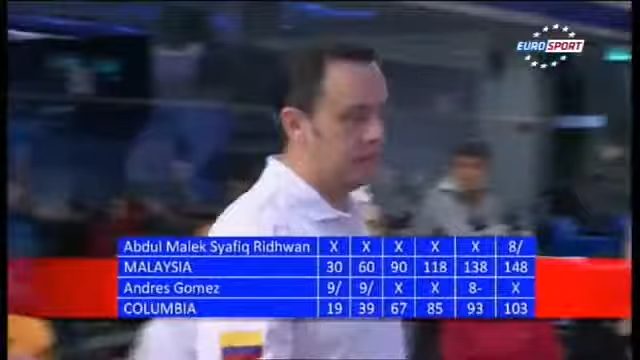 EUROSPORT
Abdul Malek Syafiq Ridhwan X X X X X 8/
MALAYSIA 30 60 90 118 138 148
Andres Gomez 9/ 9/ X X 8- X
COLUMBIA 19 39 67 85 93 103